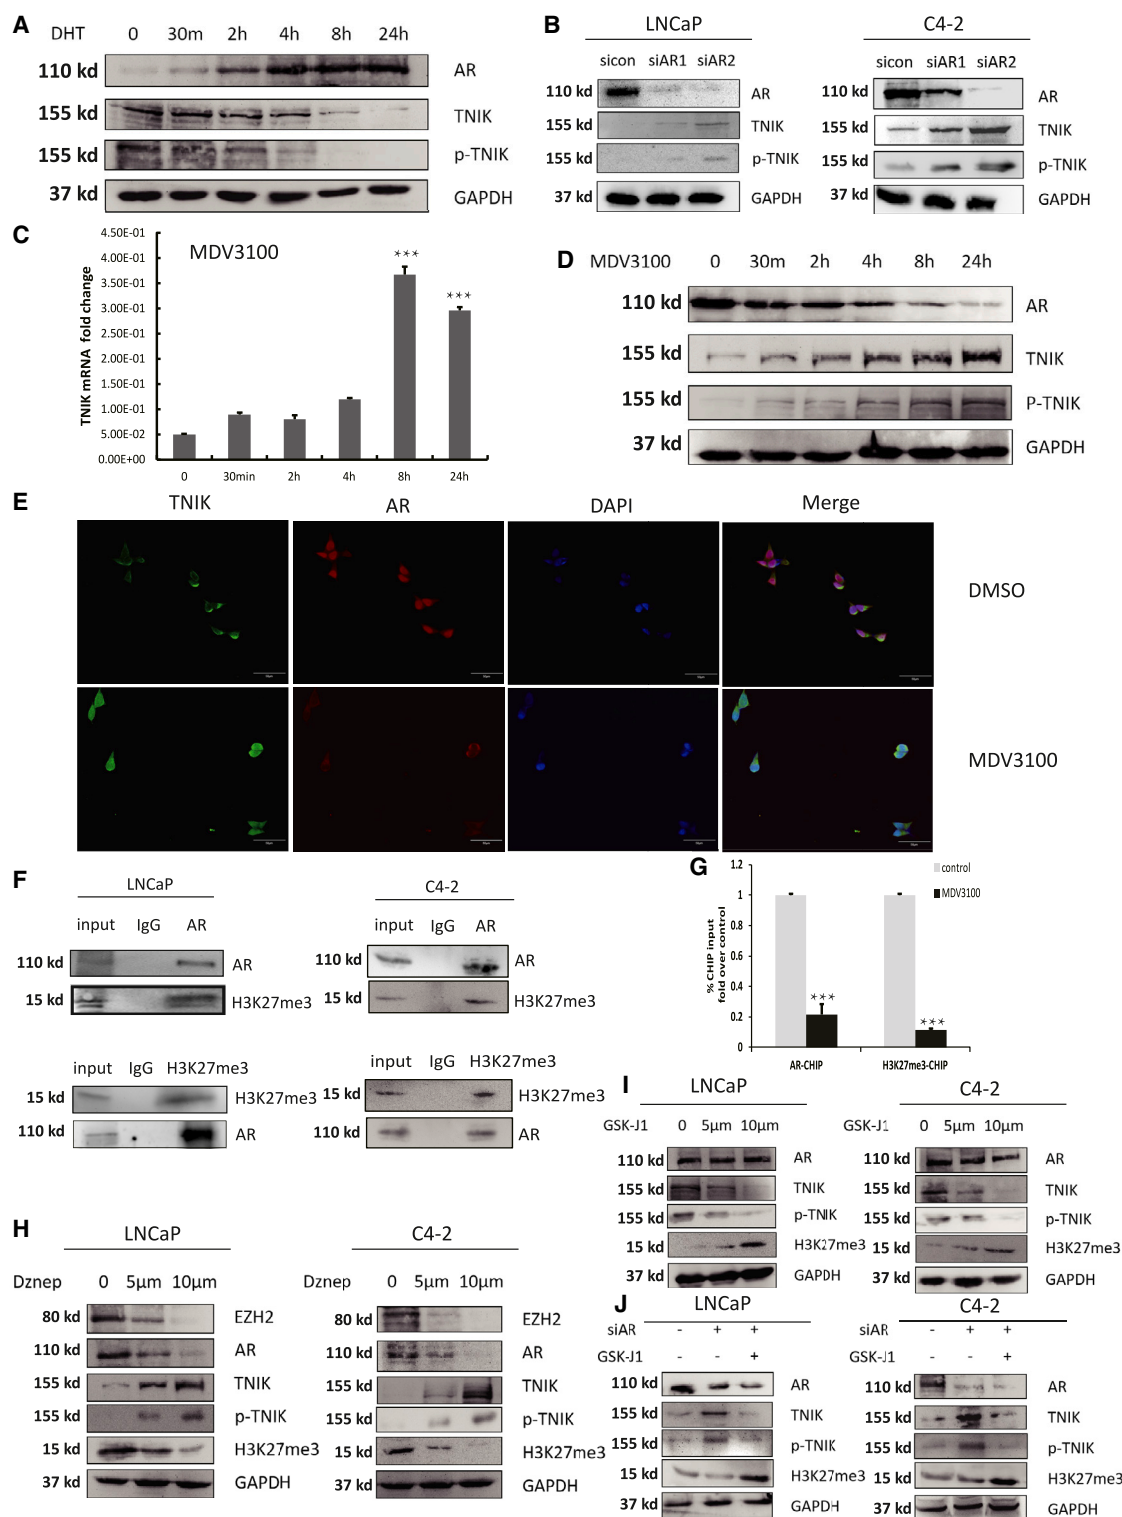 A
DHT 0 30m 2h 4h 8h 24h
110 kd AR
155 kd TNIK
155 kd p-TNIK
37 kd GAPDH
B
LNCaP C4-2
sicon siAR1 siAR2 sicon siAR1 siAR2
110 kd AR 110 kd AR
155 kd TNIK 155 kd TNIK
155 kd p-TNIK 155 kd p-TNIK
37 kd GAPDH 37 kd GAPDH
C
MDV3100
TNIK mRNA fold change
4.50E-01
4.00E-01
3.50E-01
3.00E-01
2.50E-01
2.00E-01
1.50E-01
1.00E-01
5.00E-02
0.00E+00
*** ***
0 30min 2h 4h 8h 24h
D
MDV3100 0 30m 2h 4h 8h 24h
110 kd AR
155 kd TNIK
155 kd P-TNIK
37 kd GAPDH
E
TNIK AR DAPI Merge
DMSO
MDV3100
F
LNCaP C4-2
input IgG AR input IgG AR
110 kd AR 110 kd AR
15 kd H3K27me3 15 kd H3K27me3
input IgG H3K27me3 input IgG H3K27me3
15 kd H3K27me3 15 kd H3K27me3
110 kd AR 110 kd AR
G
control
MDV3100
% CHIP input
fold over control
1.2
1
0.8
0.6
0.4
0.2
0
*** ***
AR-CHIP H3K27me3-CHIP
H
LNCaP C4-2
Dznep 0 5μm 10μm Dznep 0 5μm 10μm
80 kd EZH2 80 kd EZH2
110 kd AR 110 kd AR
155 kd TNIK 155 kd TNIK
155 kd p-TNIK 155 kd p-TNIK
15 kd H3K27me3 15 kd H3K27me3
37 kd GAPDH 37 kd GAPDH
I
LNCaP C4-2
GSK-J1 0 5μm 10μm GSK-J1 0 5μm 10μm
110 kd AR 110 kd AR
155 kd TNIK 155 kd TNIK
155 kd p-TNIK 155 kd p-TNIK
15 kd H3K27me3 15 kd H3K27me3
37 kd GAPDH 37 kd GAPDH
J
LNCaP C4-2
siAR - + + siAR - + +
GSK-J1 - - + GSK-J1 - - +
110 kd AR 110 kd AR
155 kd TNIK 155 kd TNIK
155 kd p-TNIK 155 kd p-TNIK
15 kd H3K27me3 15 kd H3K27me3
37 kd GAPDH 37 kd GAPDH